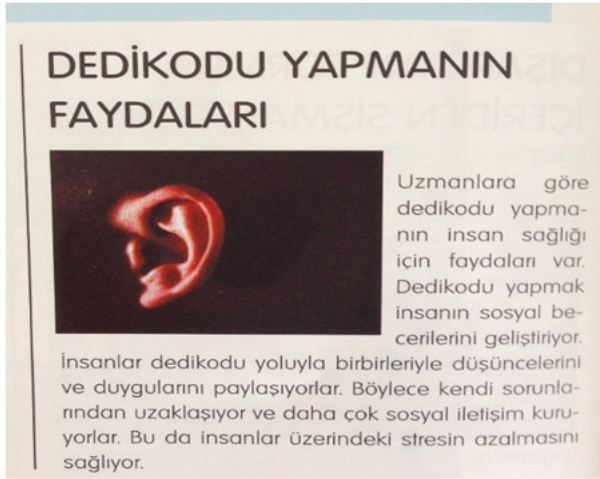 DEDİKODU YAPMANIN
FAYDALARI
Uzmanlara göre
dedikodu yapma-
nın insan sağlığı
için faydaları var.
Dedikodu yapmak
insanın sosyal be-
cerilerini geliştiriyor.
İnsanlar dedikodu yoluyla birbirleriyle düşüncelerini
ve duygularını paylaşıyorlar. Böylece kendi sorunla-
rından uzaklaşıyor ve daha çok sosyal iletişim kuru-
yorlar. Bu da insanlar üzerindeki stresin azalmasını
sağlıyor.